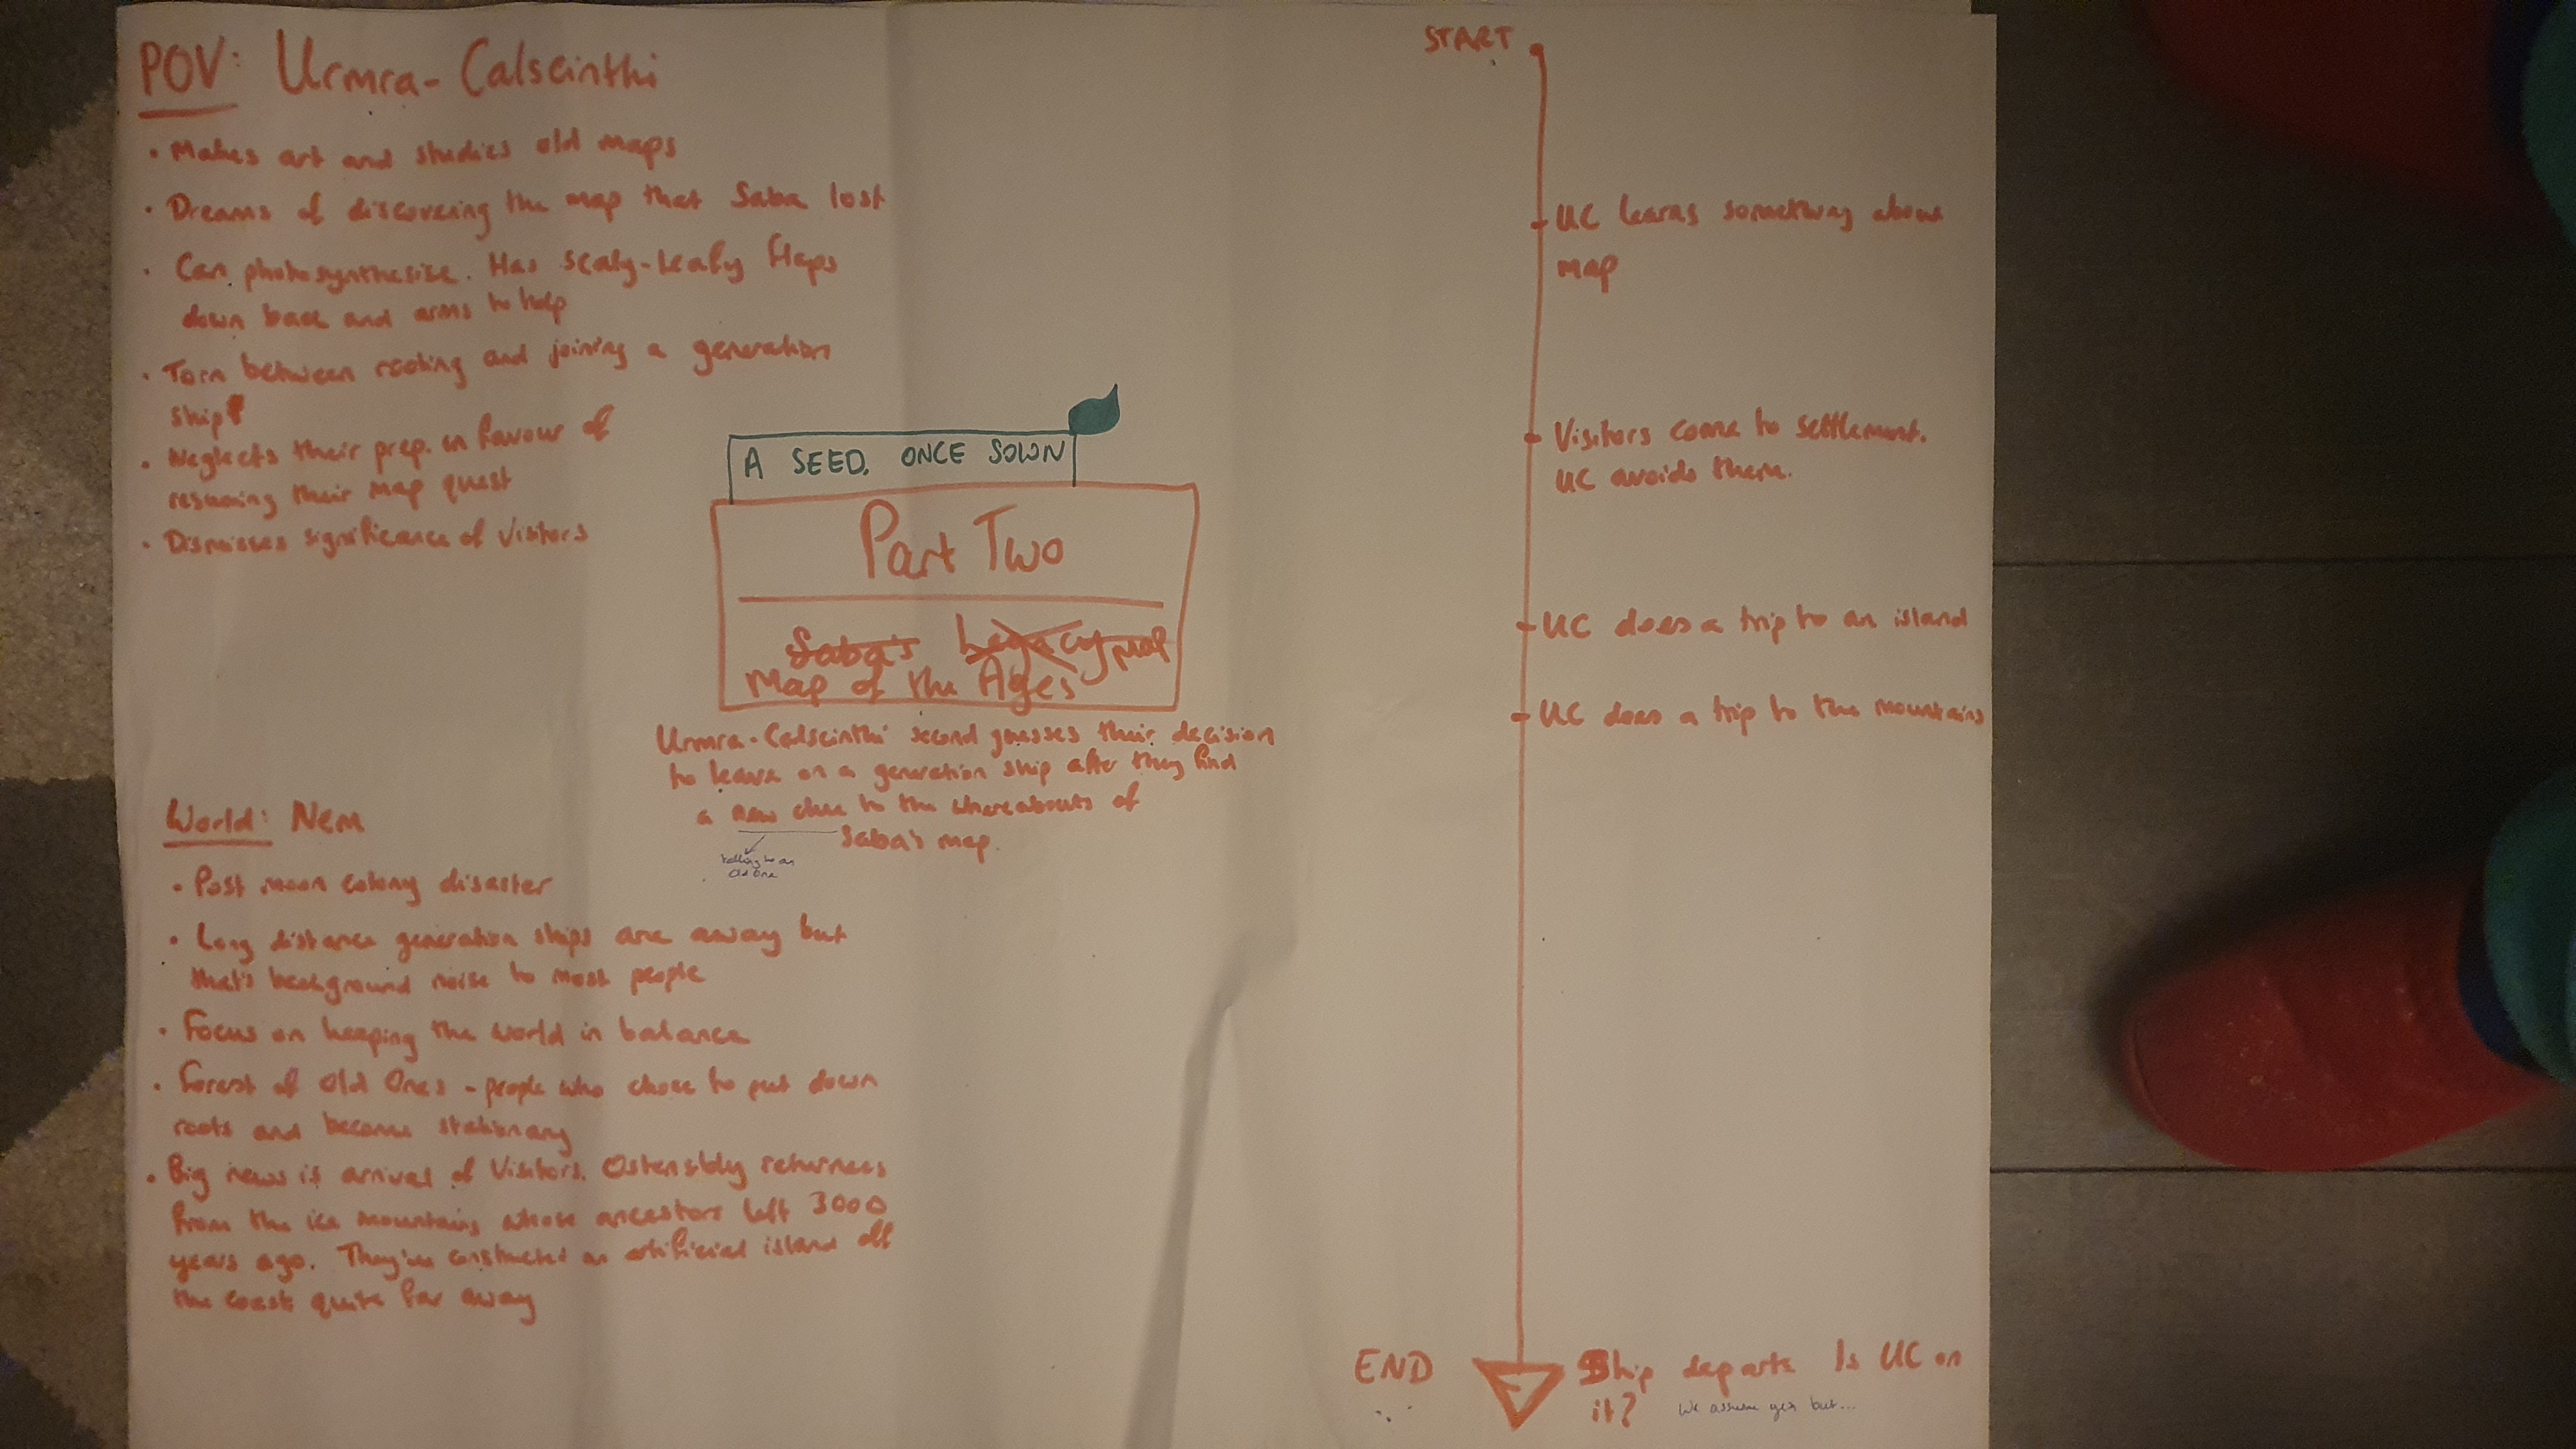 POV: Urmra-Calscinthi
• Makes art and studies old maps
• Dreams of discovering the map that Saba lost
• Can photosynthesise. Has scaly-leafy flaps
down back and arms to help
• Torn between rooting and joining a generation
ship
• Neglects their prep. in favour of
resuming their map quest
• Dismisses significance of visitors
World: Nem
• Post moon colony disaster
• Long distance generation ships are away but
that's background noise to most people
• Focus on keeping the world in balance
• Forest of Old Ones - people who chose to put down
roots and become stationary
• Big news is arrival of Visitors. Ostensibly returnees
from the ice mountains whose ancestors left 3000
years ago. They've constructed an artificial island off
the coast quite far away
A SEED, ONCE SOWN
Part Two
Saba's Legacy map
Map of the Ages
Urmra-Calscinthi second guesses their decision
to leave on a generation ship after they find
a new clue to the whereabouts of
Saba's map.
talking to an
Old One
START
UC learns something about
map
Visitors come to settlement.
UC avoids them.
UC does a trip to an island
UC does a trip to the mountains
END
Ship departs Is UC on
it? We assume yes but...